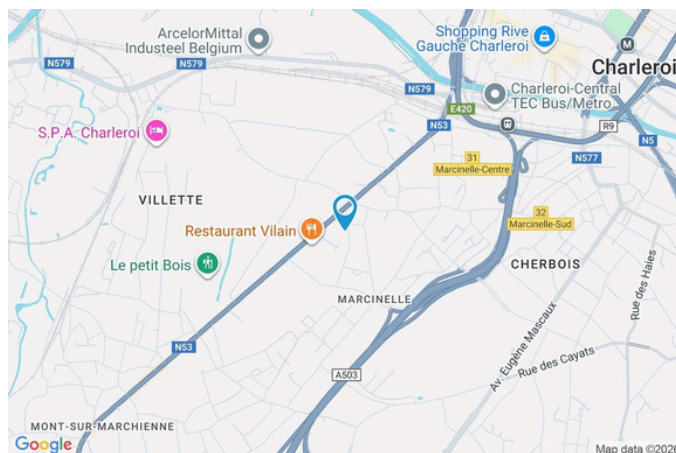 ArcelorMittal
Industeel Belgium
Shopping Rive
Gauche Charleroi
M
Charleroi
N579
N579
N579
Charleroi-Central
TEC Bus/Metro
E420
S.P.A. Charleroi
N53
R9
N5
31
Marcinelle-Centre
N577
VILLETTE
32
Marcinelle-Sud
Restaurant Vilain
Le petit Bois
CHERBOIS
Rue des Haies
MARCINELLE
Av. Eugène Mascaux
N53
A503
Rue des Cayats
MONT-SUR-MARCHIENNE
Google
Map data ©2026